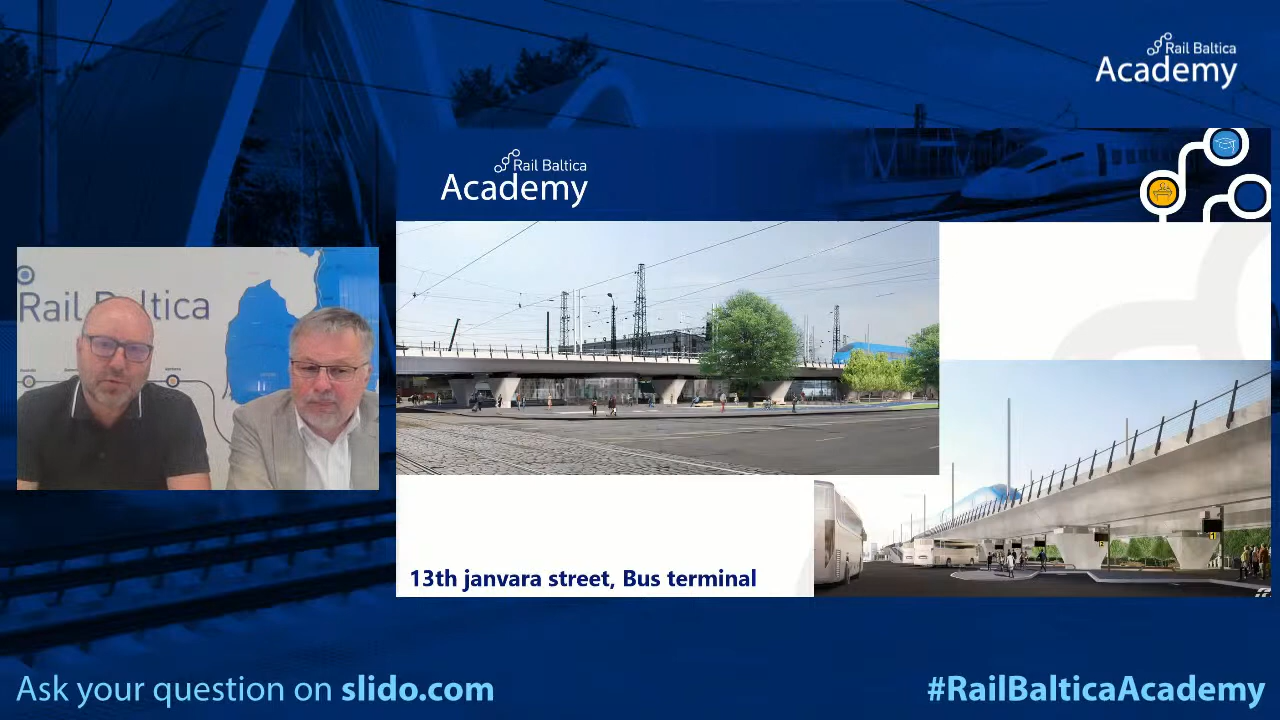 Rail Baltica
Academy
Rail Baltica
Academy
Rail Baltica
13th janvara street, Bus terminal
Ask your question on slido.com
#RailBalticaAcademy